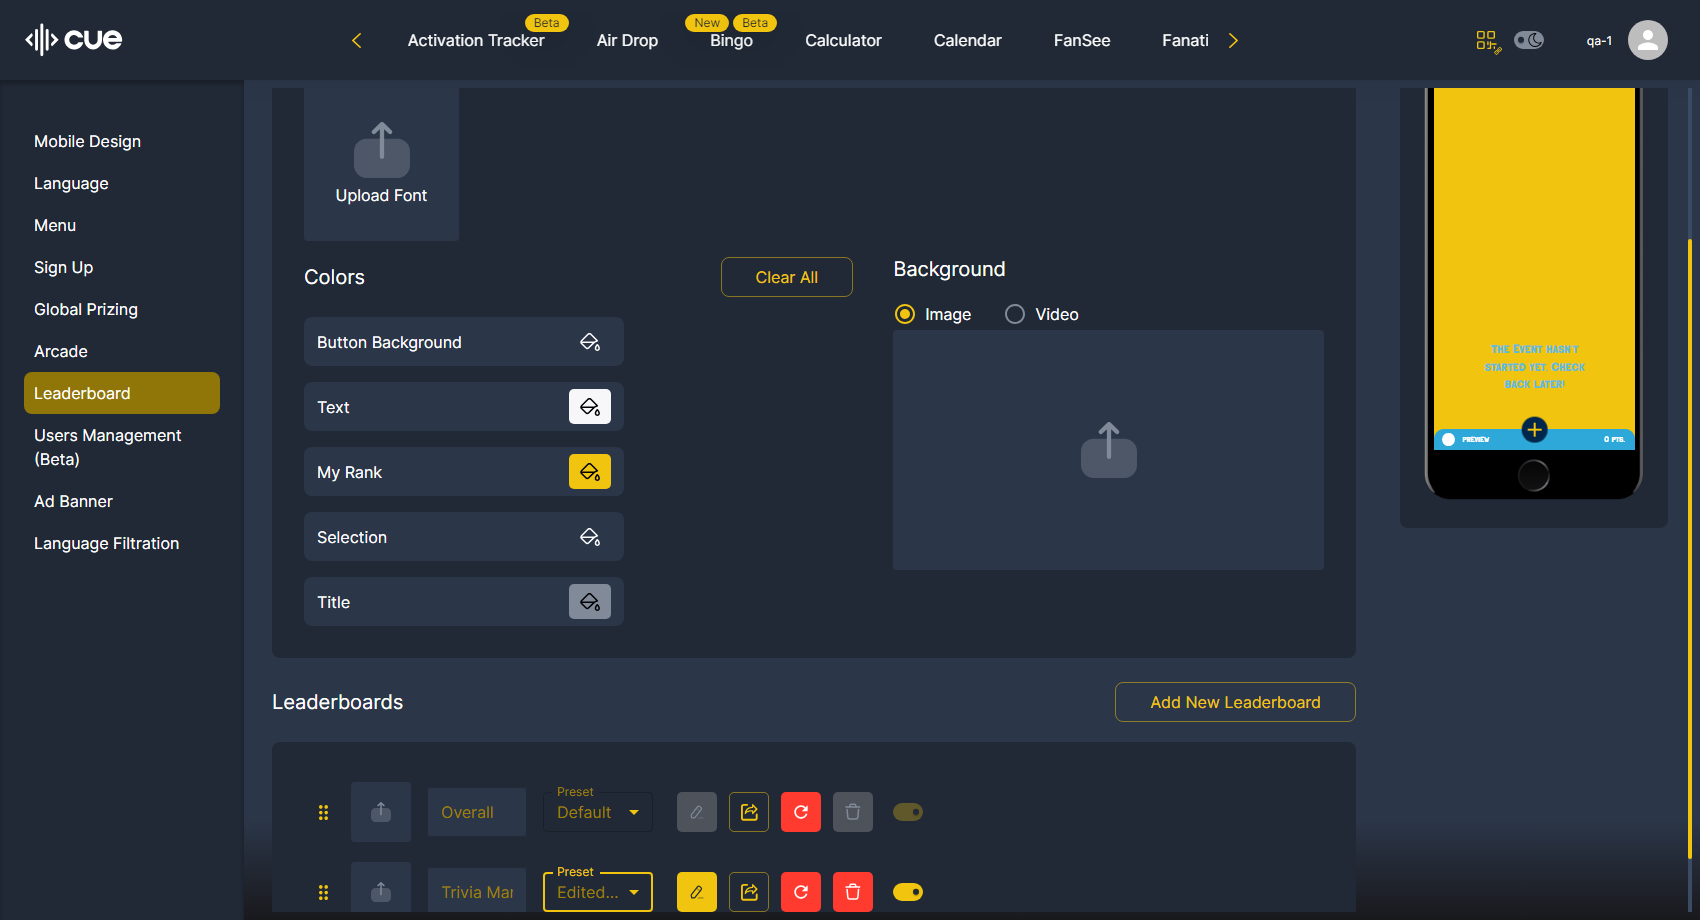 cue
Activation Tracker
Beta
Air Drop
Bingo
New
Beta
Calculator
Calendar
FanSee
Fanati
qa-1
Mobile Design
Language
Menu
Sign Up
Global Prizing
Arcade
Leaderboard
Users Management
(Beta)
Ad Banner
Language Filtration
Upload Font
Colors
Clear All
Button Background
Text
My Rank
Selection
Title
Background
Image
Video
The Event hasn't
started yet. Check
back later!
PREVIEW
0 PTS.
Leaderboards
Add New Leaderboard
Overall
Preset
Default
Trivia Mar
Preset
Edited...